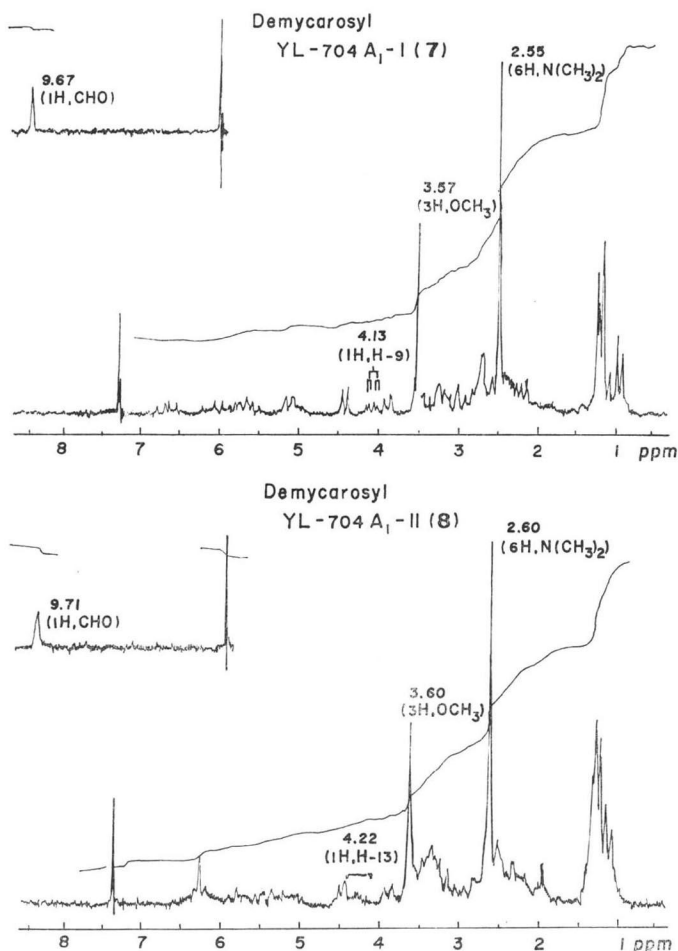 Demycarosyl
YL-704 A₁-I (7)
9.67
(1H, CHO)
2.55
(6H, N(CH₃)₂)
3.57
(3H, OCH₃)
4.13
(1H, H-9)
8 7 6 5 4 3 2 1 ppm
Demycarosyl
YL-704 A₁-II (8)
9.71
(1H, CHO)
2.60
(6H, N(CH₃)₂)
3.60
(3H, OCH₃)
4.22
(1H, H-13)
8 7 6 5 4 3 2 1 ppm